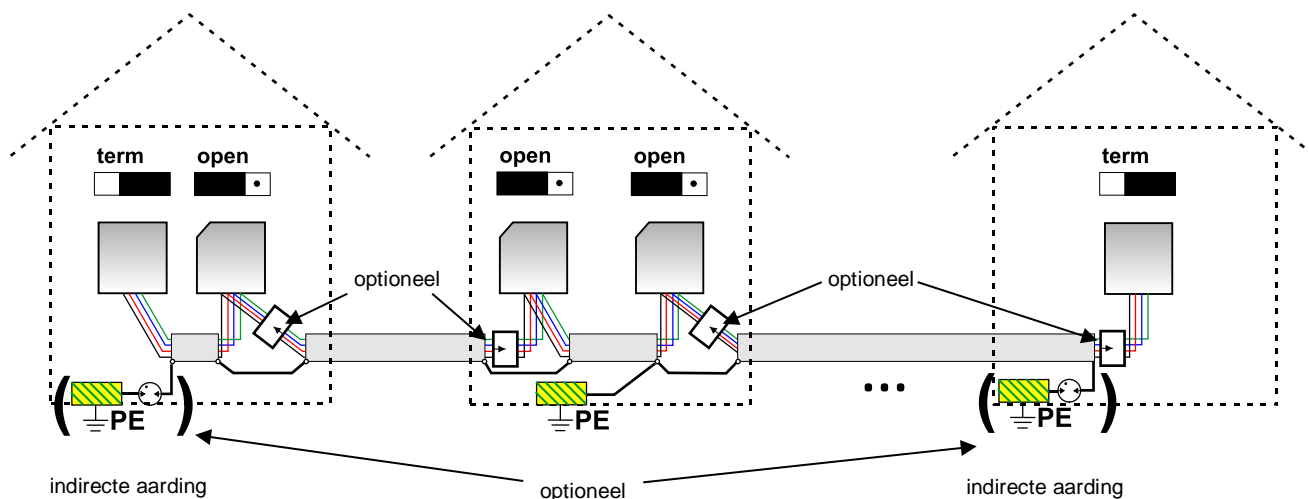 term open
open open
term
optioneel
optioneel
...
PE
PE
PE
indirecte aarding
optioneel
indirecte aarding